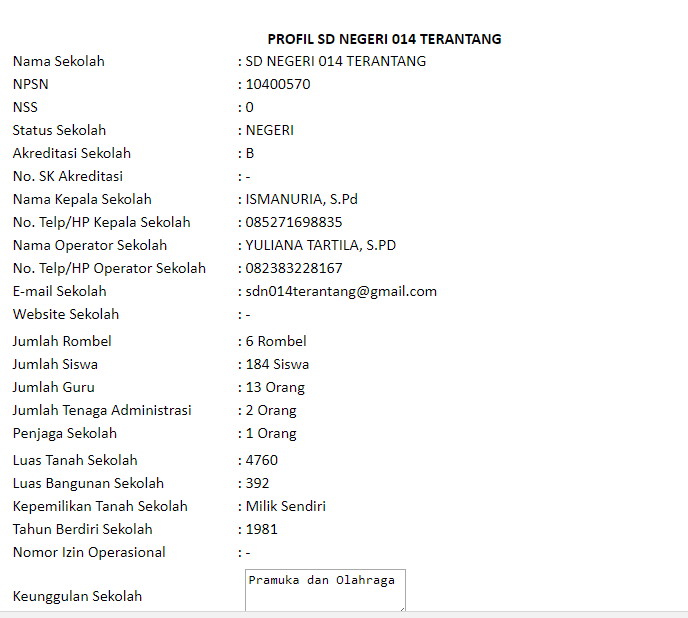 PROFIL SD NEGERI 014 TERANTANG
Nama Sekolah : SD NEGERI 014 TERANTANG
NPSN : 10400570
NSS : 0
Status Sekolah : NEGERI
Akreditasi Sekolah : B
No. SK Akreditasi : -
Nama Kepala Sekolah : ISMANURIA, S.Pd
No. Telp/HP Kepala Sekolah : 085271698835
Nama Operator Sekolah : YULIANA TARTILA, S.PD
No. Telp/HP Operator Sekolah : 082383228167
E-mail Sekolah : sdn014terantang@gmail.com
Website Sekolah : -
Jumlah Rombel : 6 Rombel
Jumlah Siswa : 184 Siswa
Jumlah Guru : 13 Orang
Jumlah Tenaga Administrasi : 2 Orang
Penjaga Sekolah : 1 Orang
Luas Tanah Sekolah : 4760
Luas Bangunan Sekolah : 392
Kepemilikan Tanah Sekolah : Milik Sendiri
Tahun Berdiri Sekolah : 1981
Nomor Izin Operasional : -
Keunggulan Sekolah Pramuka dan Olahraga